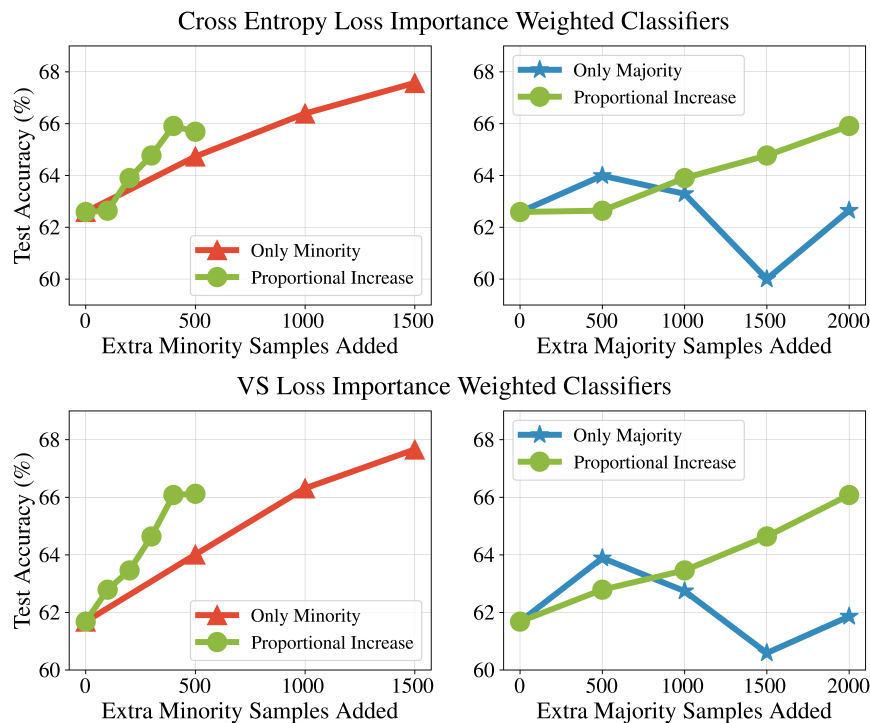 Cross Entropy Loss Importance Weighted Classifiers
Test Accuracy (%)
68
66
64
62
60
Only Minority
Proportional Increase
0 500 1000 1500
Extra Minority Samples Added
68
66
64
62
60
Only Majority
Proportional Increase
0 500 1000 1500 2000
Extra Majority Samples Added
VS Loss Importance Weighted Classifiers
Test Accuracy (%)
68
66
64
62
60
Only Minority
Proportional Increase
0 500 1000 1500
Extra Minority Samples Added
68
66
64
62
60
Only Majority
Proportional Increase
0 500 1000 1500 2000
Extra Majority Samples Added